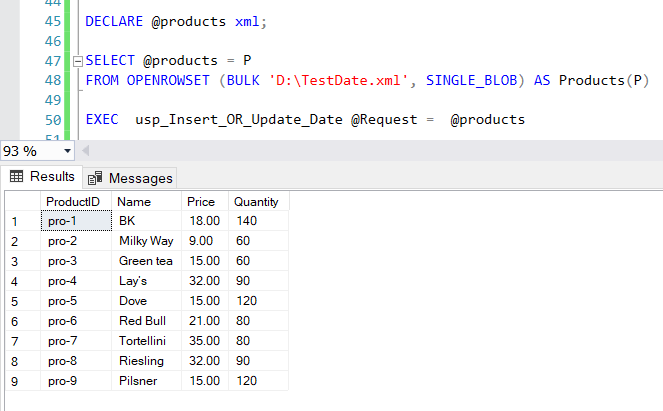 44
45 DECLARE @products xml;
46
47 SELECT @products = P
48 FROM OPENROWSET (BULK 'D:\TestDate.xml', SINGLE_BLOB) AS Products(P)
49
50 EXEC usp_Insert_OR_Update_Date @Request = @products
51
93 %
Results Messages
ProductID Name Price Quantity
1 pro-1 BK 18.00 140
2 pro-2 Milky Way 9.00 60
3 pro-3 Green tea 15.00 60
4 pro-4 Lay's 32.00 90
5 pro-5 Dove 15.00 120
6 pro-6 Red Bull 21.00 80
7 pro-7 Tortellini 35.00 80
8 pro-8 Riesling 32.00 90
9 pro-9 Pilsner 15.00 120